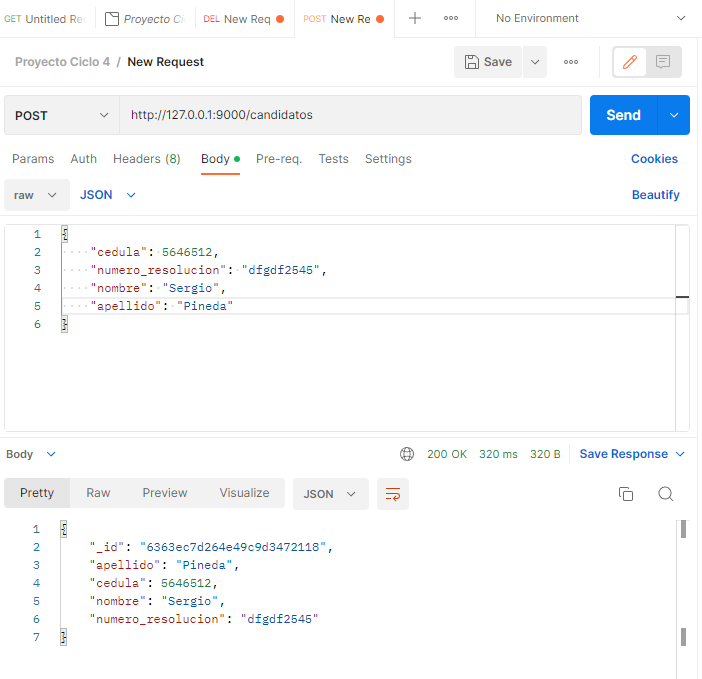 GET Untitled Re
Proyecto Ci
DEL New Req
POST New Re
No Environment
Proyecto Ciclo 4 / New Request
Save
POST
http://127.0.0.1:9000/candidatos
Send
Params Auth Headers (8) Body Pre-req. Tests Settings Cookies
raw JSON Beautify
1 {
2 "cedula": 5646512,
3 "numero_resolucion": "dfgdf2545",
4 "nombre": "Sergio",
5 "apellido": "Pineda"
6 }
Body 200 OK 320 ms 320 B Save Response
Pretty Raw Preview Visualize JSON
1 {
2 "_id": "6363ec7d264e49c9d3472118",
3 "apellido": "Pineda",
4 "cedula": 5646512,
5 "nombre": "Sergio",
6 "numero_resolucion": "dfgdf2545"
7 }